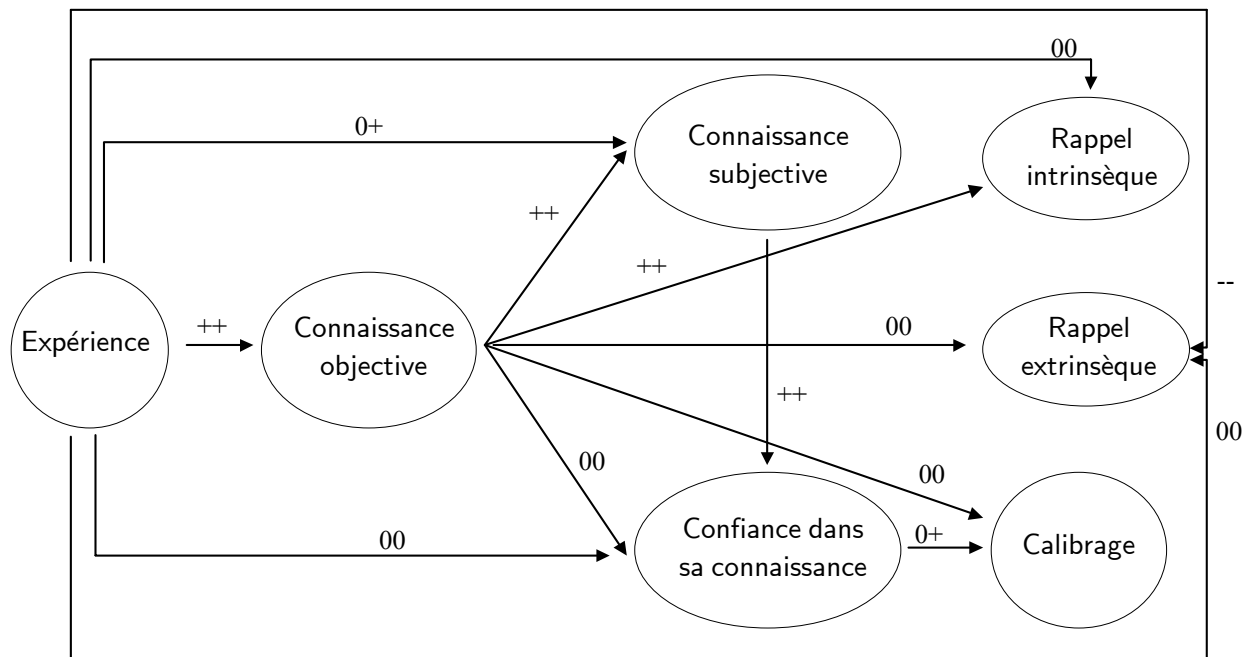 00
0+
Connaissance
subjective
Rappel
intrinsèque
++
++
--
Expérience
++
Connaissance
objective
00
Rappel
extrinsèque
++
00
00
00
Confiance dans
sa connaissance
0+
Calibrage
00